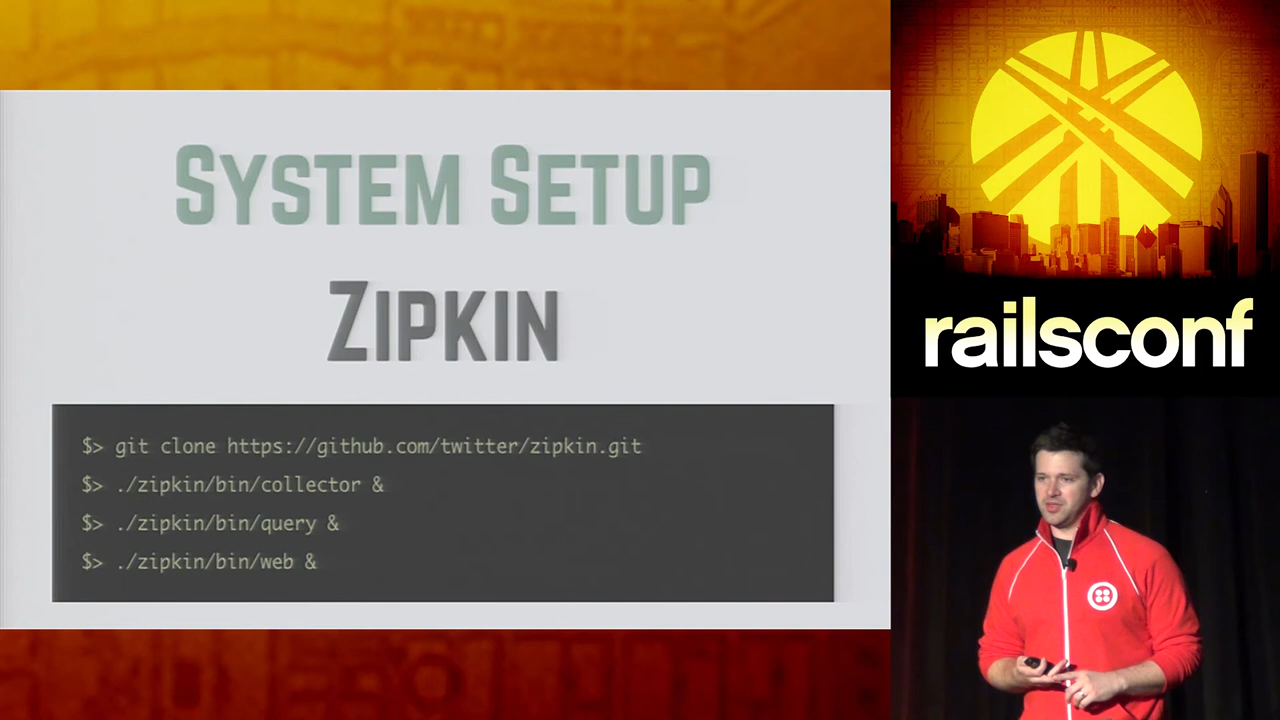 System Setup
Zipkin
$> git clone https://github.com/twitter/zipkin.git
$> ./zipkin/bin/collector &
$> ./zipkin/bin/query &
$> ./zipkin/bin/web &
railsconf